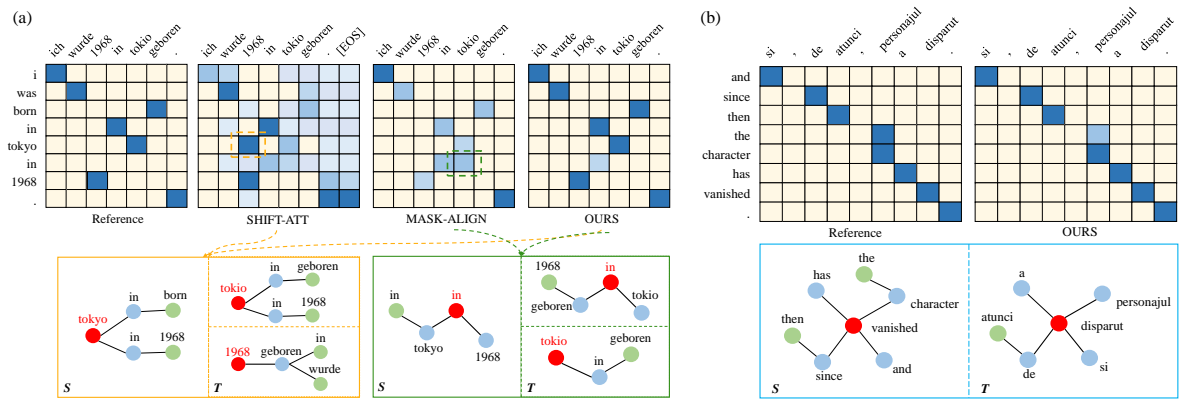 (a)
ich wurde 1968 in tokio geboren .
ich wurde 1968 in tokio geboren . [EOS]
ich wurde 1968 in tokio geboren .
ich wurde 1968 in tokio geboren .
i
was
born
in
tokyo
in
1968
.
Reference SHIFT-ATT MASK-ALIGN OURS
tokyo
in
born
in
1968
S
tokio
in
geboren
in
1968
1968
geboren
in
wurde
T
in
tokyo
in
1968
S
1968
geboren
in
tokio
tokio
in
geboren
T
(b)
si , de atunci , personajul a disparut .
si , de atunci , personajul a disparut .
and
since
then
the
character
has
vanished
.
Reference OURS
has
the
character
then
vanished
since
and
S
a
personajul
atunci
disparut
de
si
T